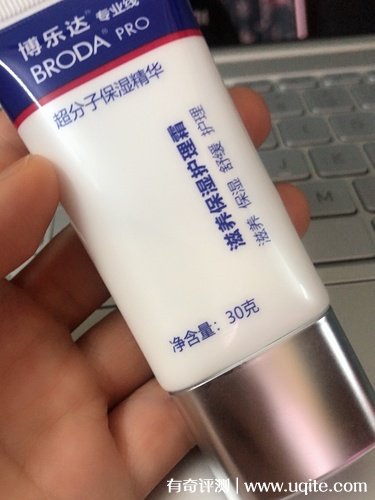 博乐达® 专业线
BRODA® PRO
超分子保湿精华
滋养保湿护理霜
滋养 保湿 舒缓 护理
净含量：30克
有奇评测 | www.uqite.com